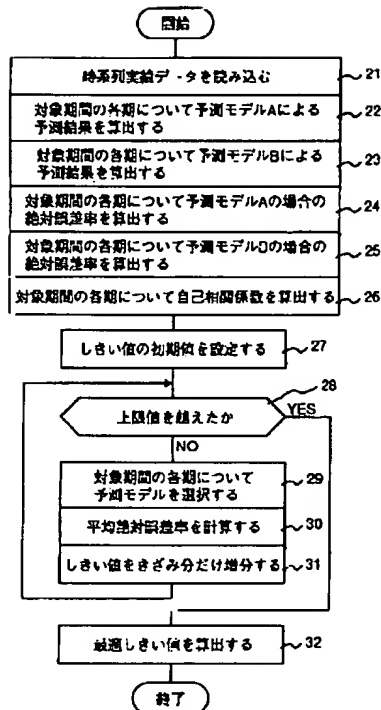 開始
時系列実績データを読み込む
21
対象期間の各期について予測モデルAによる
予測結果を算出する
22
対象期間の各期について予測モデルBによる
予測結果を算出する
23
対象期間の各期について予測モデルAの場合の
絶対誤差率を算出する
24
対象期間の各期について予測モデルBの場合の
絶対誤差率を算出する
25
対象期間の各期について自己相関係数を算出する
26
しきい値の初期値を設定する
27
28
上限値を越えたか
YES
NO
対象期間の各期について
予測モデルを選択する
29
平均絶対誤差率を計算する
30
しきい値をきざみ分だけ増分する
31
最適しきい値を算出する
32
終了